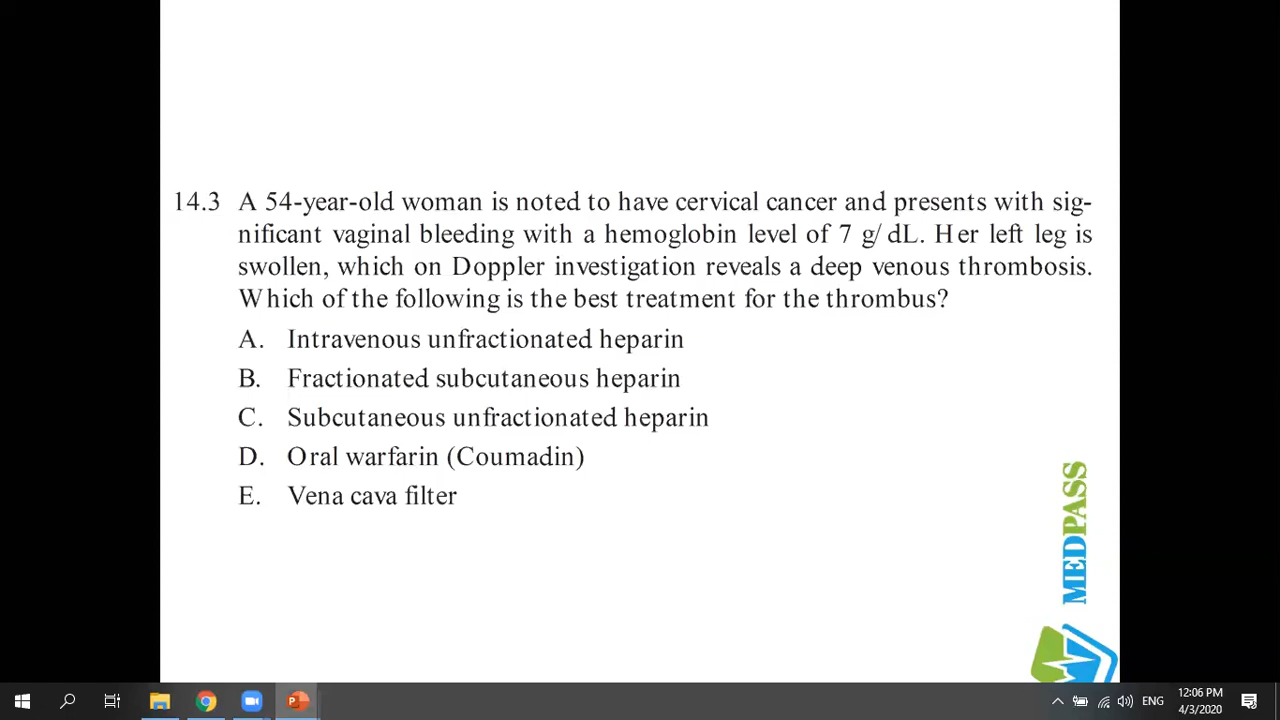 14.3 A 54-year-old woman is noted to have cervical cancer and presents with sig-
nificant vaginal bleeding with a hemoglobin level of 7 g/dL. Her left leg is
swollen, which on Doppler investigation reveals a deep venous thrombosis.
Which of the following is the best treatment for the thrombus?
A. Intravenous unfractionated heparin
B. Fractionated subcutaneous heparin
C. Subcutaneous unfractionated heparin
D. Oral warfarin (Coumadin)
E. Vena cava filter
MEDPASS
ENG
12:06 PM
4/3/2020